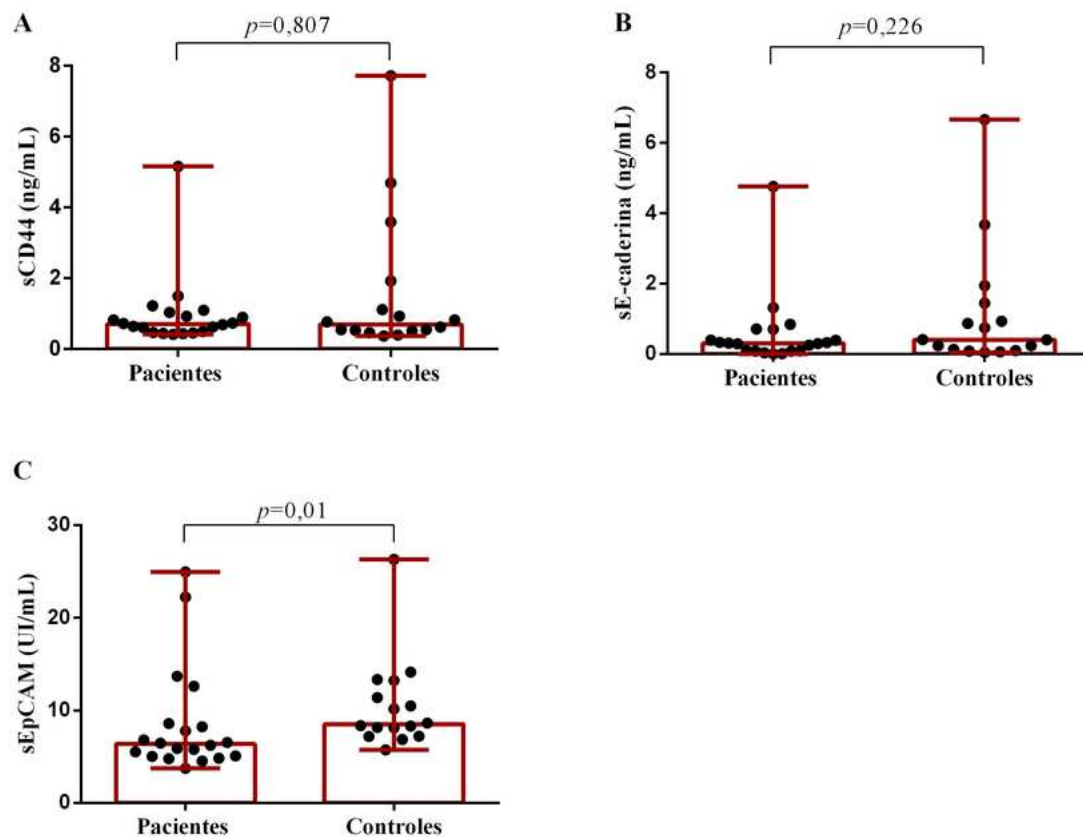 A
p=0,807
sCD44 (ng/mL)
8
6
4
2
0
Pacientes
Controles
B
p=0,226
sE-caderina (ng/mL)
8
6
4
2
0
Pacientes
Controles
C
p=0,01
sEpCAM (UI/mL)
30
20
10
0
Pacientes
Controles